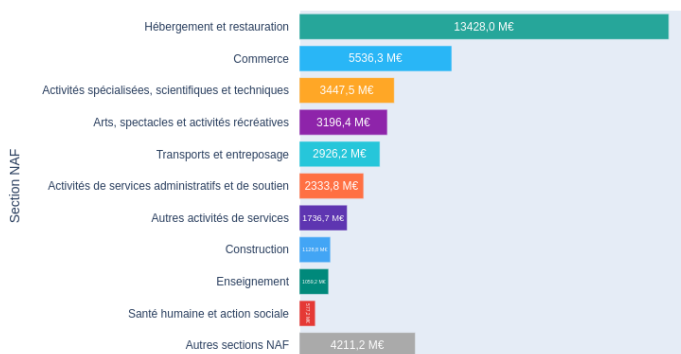 Hébergement et restauration 13428,0 M€
Commerce 5536,3 M€
Activités spécialisées, scientifiques et techniques 3447,5 M€
Arts, spectacles et activités récréatives 3196,4 M€
Transports et entreposage 2926,2 M€
Section NAF
Activités de services administratifs et de soutien 2333,8 M€
Autres activités de services 1736,7 M€
Construction
Enseignement
Santé humaine et action sociale
Autres sections NAF 4211,2 M€